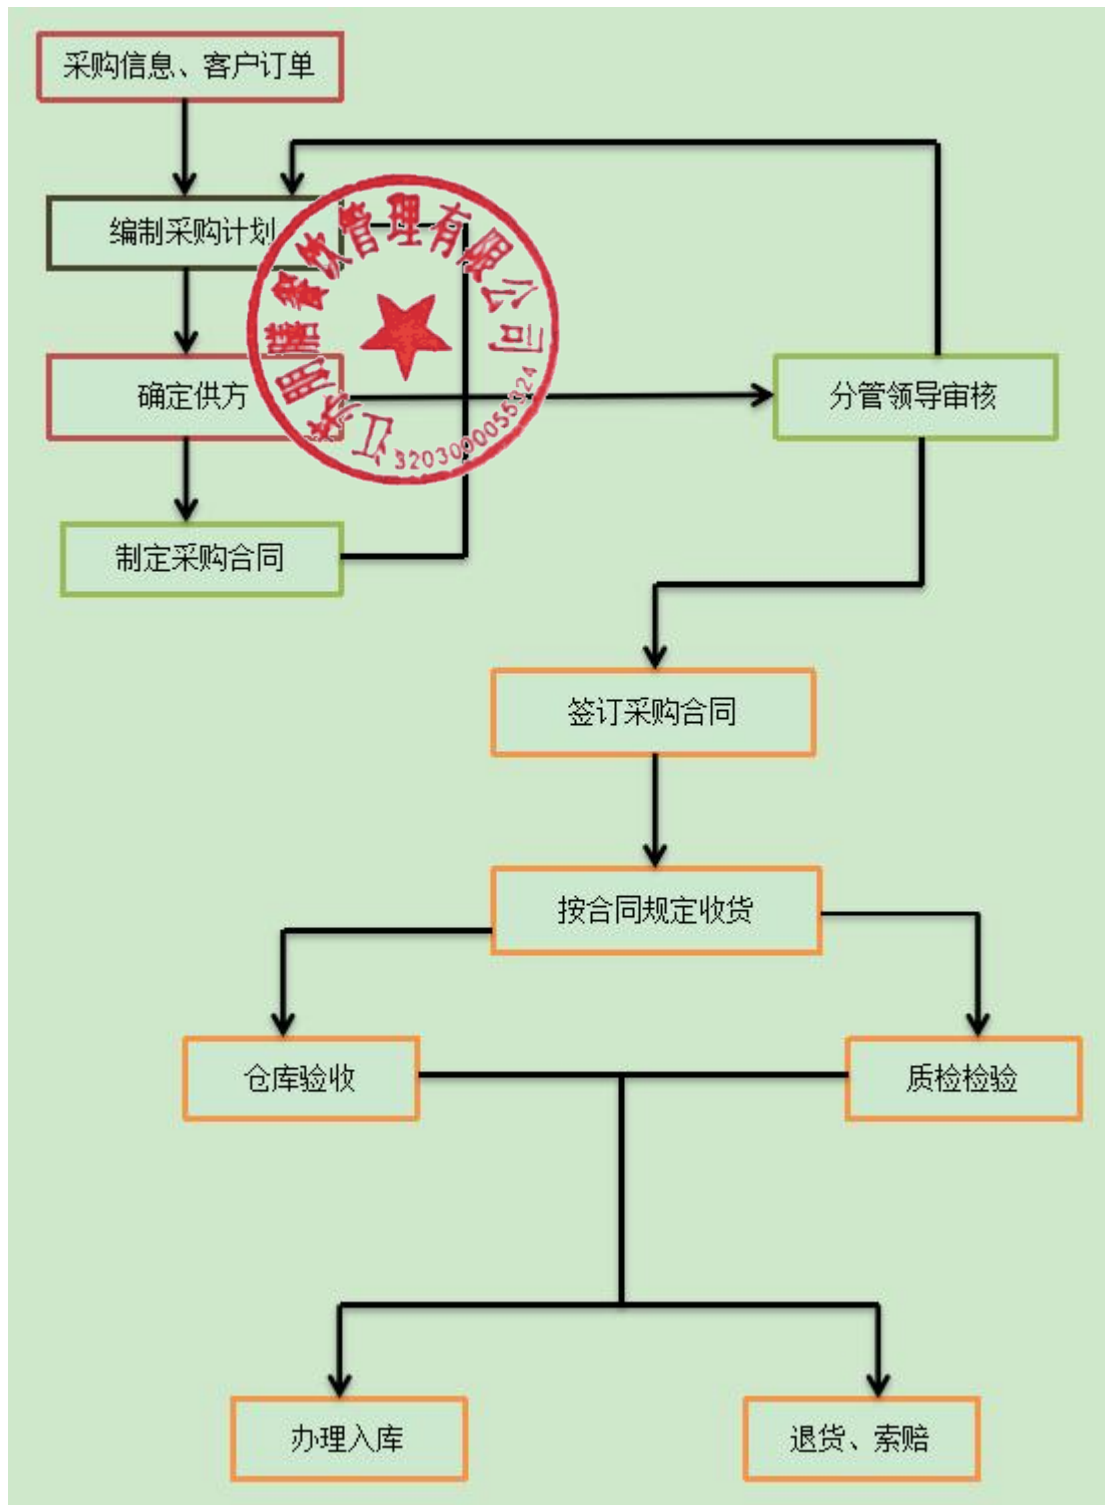 采购信息、客户订单
编制采购计划
确定供方
分管领导审核
制定采购合同
签订采购合同
按合同规定收货
仓库验收
质检检验
办理入库
退货、索赔
餐饮管理有限公司